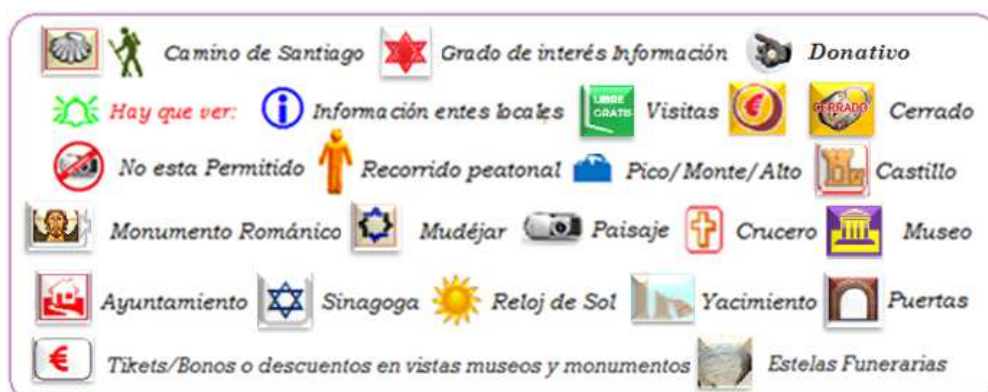 Camino de Santiago Grado de interés Información Donativo
Hay que ver: i Información entes locales LIBRE GRATIS Visitas € CERRADO Cerrado
No esta Permitido Recorrido peatonal Pico/Monte/Alto Castillo
Monumento Románico Mudéjar Paisaje Crucero Museo
Ayuntamiento Sinagoga Reloj de Sol Yacimiento Puertas
€ Tikets/Bonos o descuentos en vistas museos y monumentos Estelas Funerarias